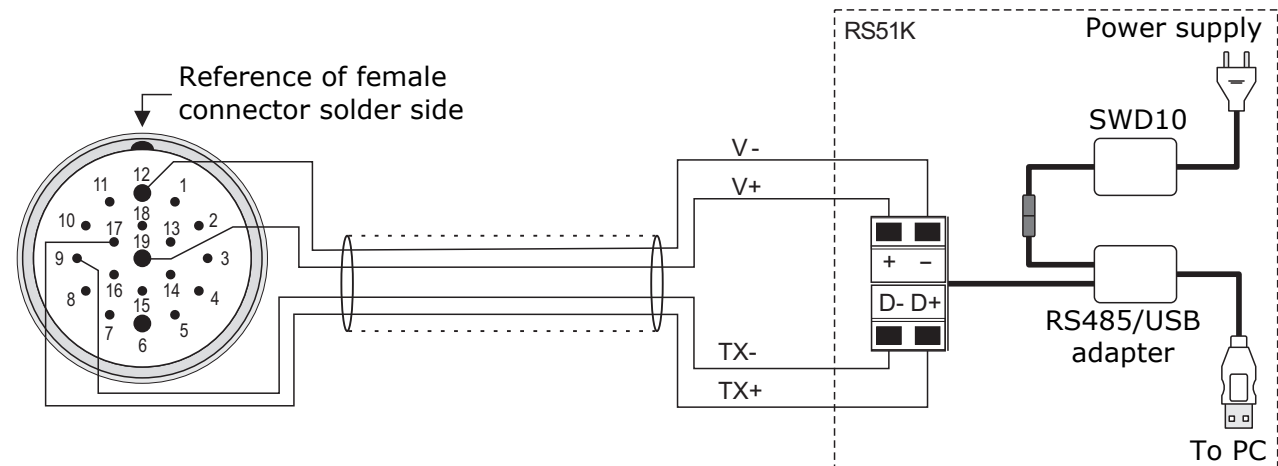 RS51K
Power supply
Reference of female
connector solder side
SWD10
V -
V+
12
11
1
10
17
18
13
2
19
9
3
8
16
15
14
4
7
6
5
+ −
D- D+
RS485/USB
adapter
TX-
TX+
To PC